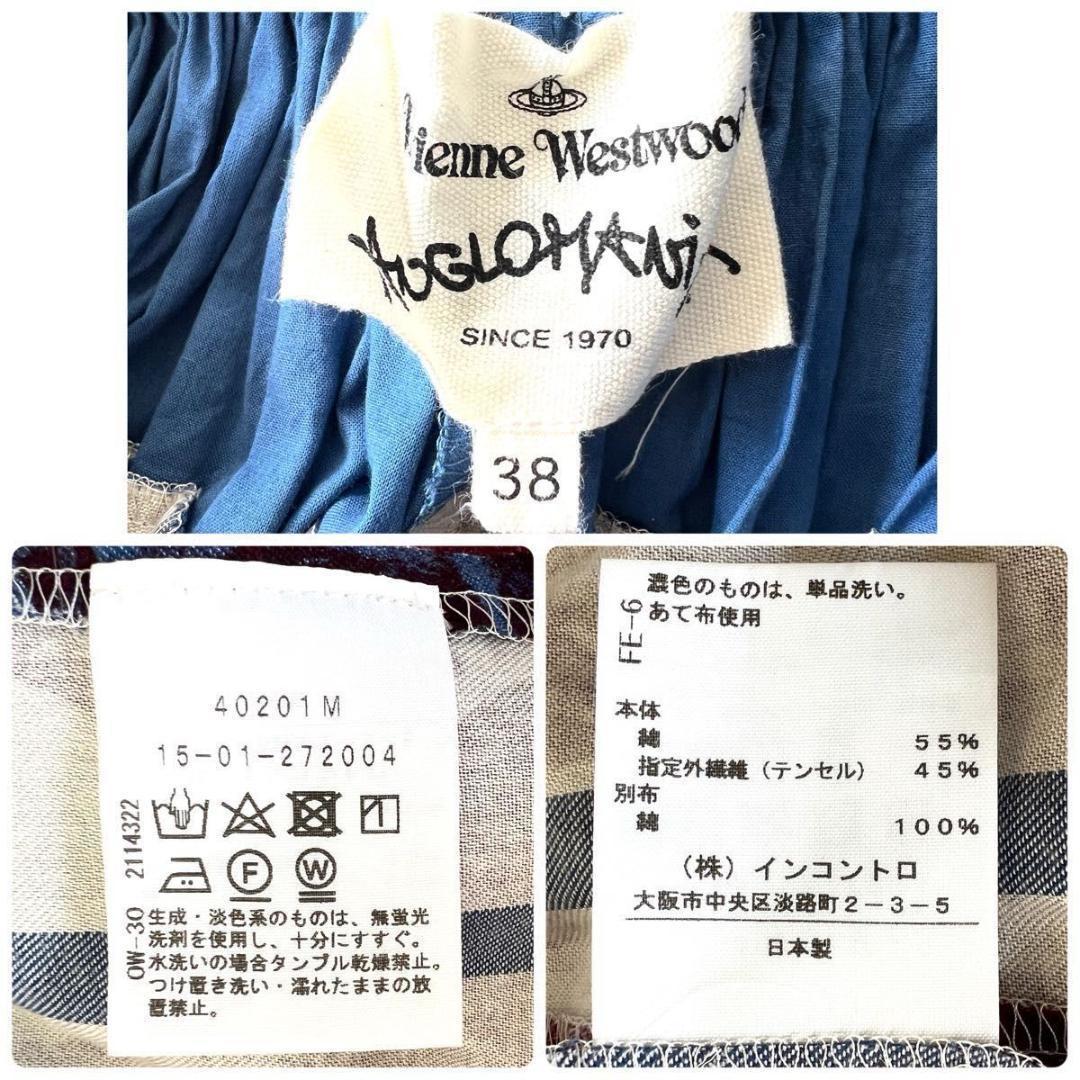 ienne Westwood
ANGLOMANIA
SINCE 1970
38
40201M
15-01-272004
F
W
OW-30 2114322
生成・淡色系のものは、無蛍光
洗剤を使用し、十分にすすぐ。
水洗いの場合タンブル乾燥禁止。
つけ置き洗い・濡れたままの放
置禁止。
FE-6
濃色のものは、単品洗い。
あて布使用
本体
綿 55%
指定外繊維（テンセル） 45%
別布
綿 100%
（株）インコントロ
大阪市中央区淡路町2-3-5
日本製